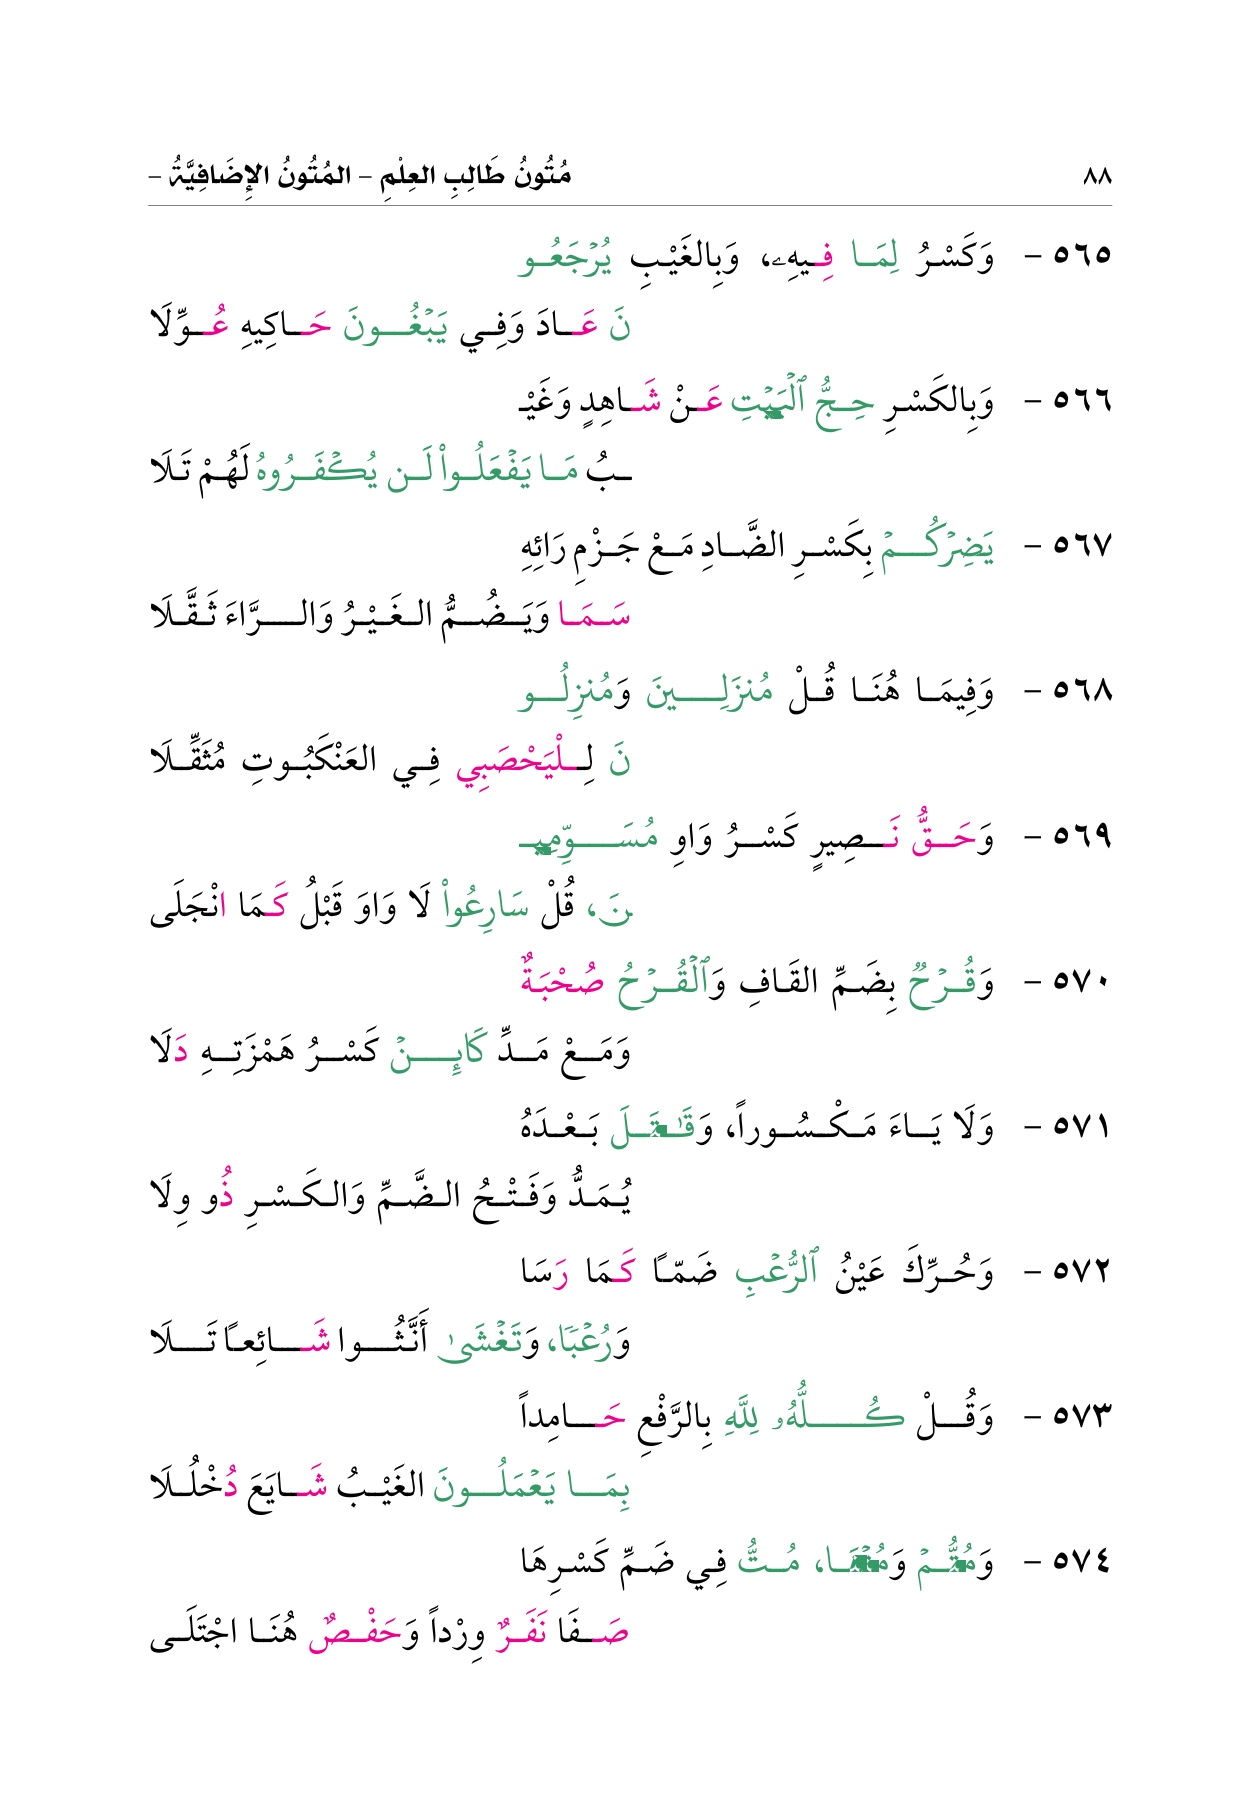 ٨٨ مُتُونُ طَالِبِ العِلْمِ – المُتُونُ الإِضَافِيَّةُ –
٥٦٥ – وَكَسْرُ لِمَا فِيهِۦ، وَبِالغَيْبِ يُرْجَعُو
نَ عَادَ وَفِي يَبْغُونَ حَاكِيهِ عُوِّلَا
٥٦٦ – وَبِالكَسْرِ حِجُّ ٱلْبَيْتِ عَنْ شَاهِدٍ وَغَيْـ
ـبُ مَا يَفْعَلُواْ لَن يُكْفَرُوهُ لَهُمْ تَلَا
٥٦٧ – يَضِرْكُمْ بِكَسْرِ الضَّادِ مَعْ جَزْمِ رَائِهِ
سَمَا وَيَضُمُّ الغَيْرُ وَالرَّاءَ ثَقَّلَا
٥٦٨ – وَفِيمَا هُنَا قُلْ مُنزَلِينَ وَمُنزِلُو
نَ لِلْيَحْصَبِي فِي العَنْكَبُوتِ مُثَقِّلَا
٥٦٩ – وَحَقُّ نَصِيرٍ كَسْرُ وَاوِ مُسَوِّمِيـ
ـنَ، قُلْ سَارِعُواْ لَا وَاوَ قَبْلُ كَمَا انْجَلَى
٥٧٠ – وَقُرْحٌ بِضَمِّ القَافِ وَٱلْقُرْحُ صُحْبَةٌ
وَمَعْ مَدِّ كَائِنْ كَسْرُ هَمْزَتِهِ دَلَا
٥٧١ – وَلَا يَاءَ مَكْسُوراً، وَقَٰتَلَ بَعْدَهُ
يُمَدُّ وَفَتْحُ الضَّمِّ وَالكَسْرِ ذُو وِلَا
٥٧٢ – وَحُرِّكَ عَيْنُ ٱلرُّعْبِ ضَمّاً كَمَا رَسَا
وَرُعْبًا، وَتَغْشَىٰ أَنَّثُوا شَائِعاً تَلَا
٥٧٣ – وَقُلْ كُلُّهُۥ لِلَّهِ بِالرَّفْعِ حَامِداً
بِمَا يَعْمَلُونَ الغَيْبُ شَايَعَ دُخْلُلَا
٥٧٤ – وَمُتُّمْ وَمُتْنَا، مُتُّ فِي ضَمِّ كَسْرِهَا
صَفَا نَفَرٌ وِرْداً وَحَفْصٌ هُنَا اجْتَلَى